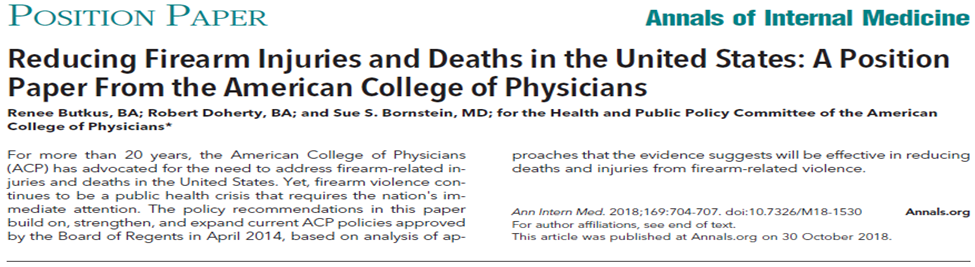 POSITION PAPER
Annals of Internal Medicine
Reducing Firearm Injuries and Deaths in the United States: A Position
Paper From the American College of Physicians
Renee Butkus, BA; Robert Doherty, BA; and Sue S. Bornstein, MD; for the Health and Public Policy Committee of the American
College of Physicians*
For more than 20 years, the American College of Physicians
(ACP) has advocated for the need to address firearm-related in-
juries and deaths in the United States. Yet, firearm violence con-
tinues to be a public health crisis that requires the nation's im-
mediate attention. The policy recommendations in this paper
build on, strengthen, and expand current ACP policies approved
by the Board of Regents in April 2014, based on analysis of ap-
proaches that the evidence suggests will be effective in reducing
deaths and injuries from firearm-related violence.
Ann Intern Med. 2018;169:704-707. doi:10.7326/M18-1530
Annals.org
For author affiliations, see end of text.
This article was published at Annals.org on 30 October 2018.